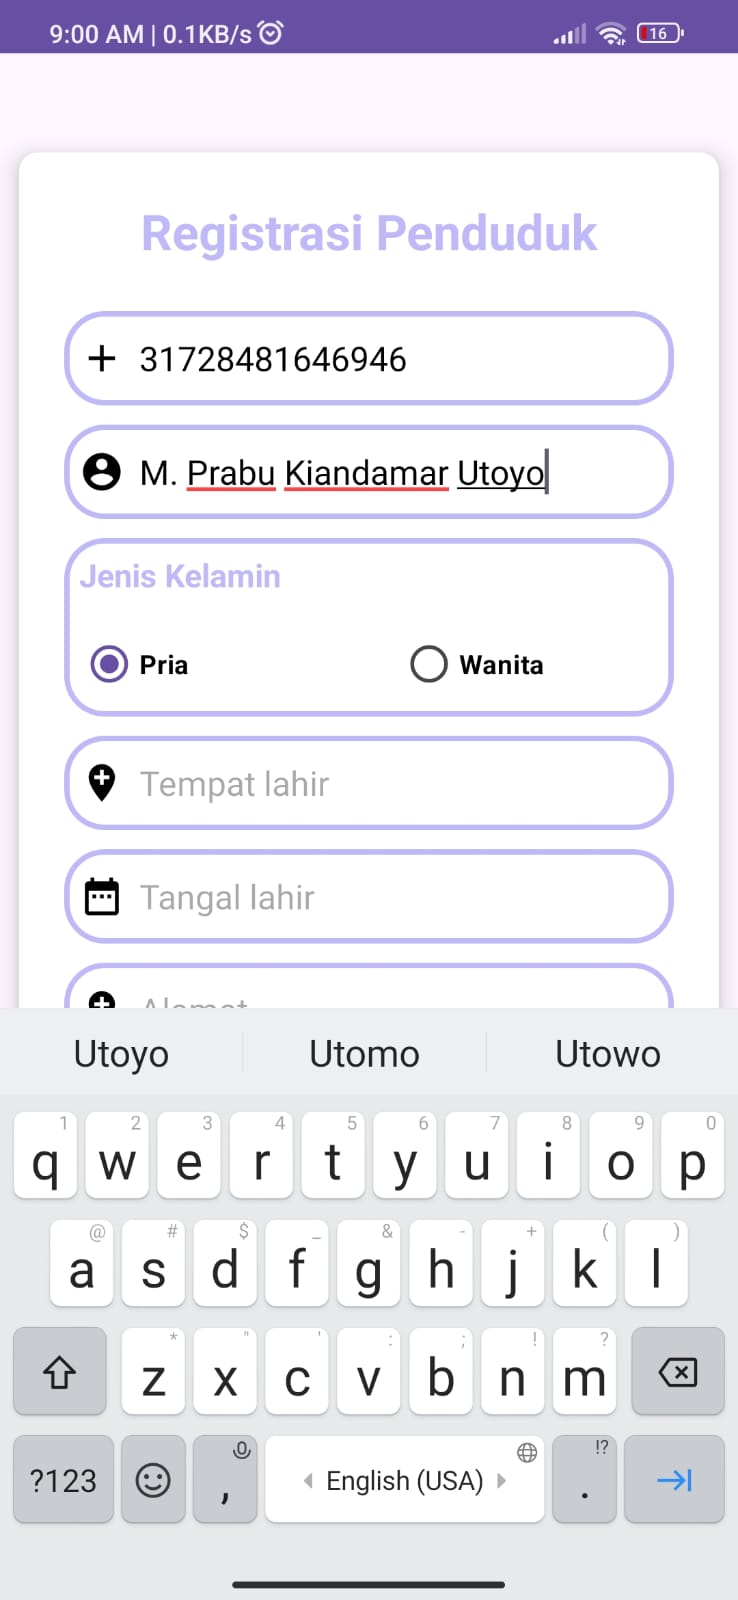 9:00 AM | 0.1KB/s
16
Registrasi Penduduk
31728481646946
M. Prabu Kiandamar Utoyo
Jenis Kelamin
Pria Wanita
Tempat lahir
Tangal lahir
Alamat
Utoyo Utomo Utowo
1 2 3 4 5 6 7 8 9 0
q w e r t y u i o p
@ # $ _ & - + ( )
a s d f g h j k l
* " ' : ; ! ?
z x c v b n m
!?
?123 , English (USA) .